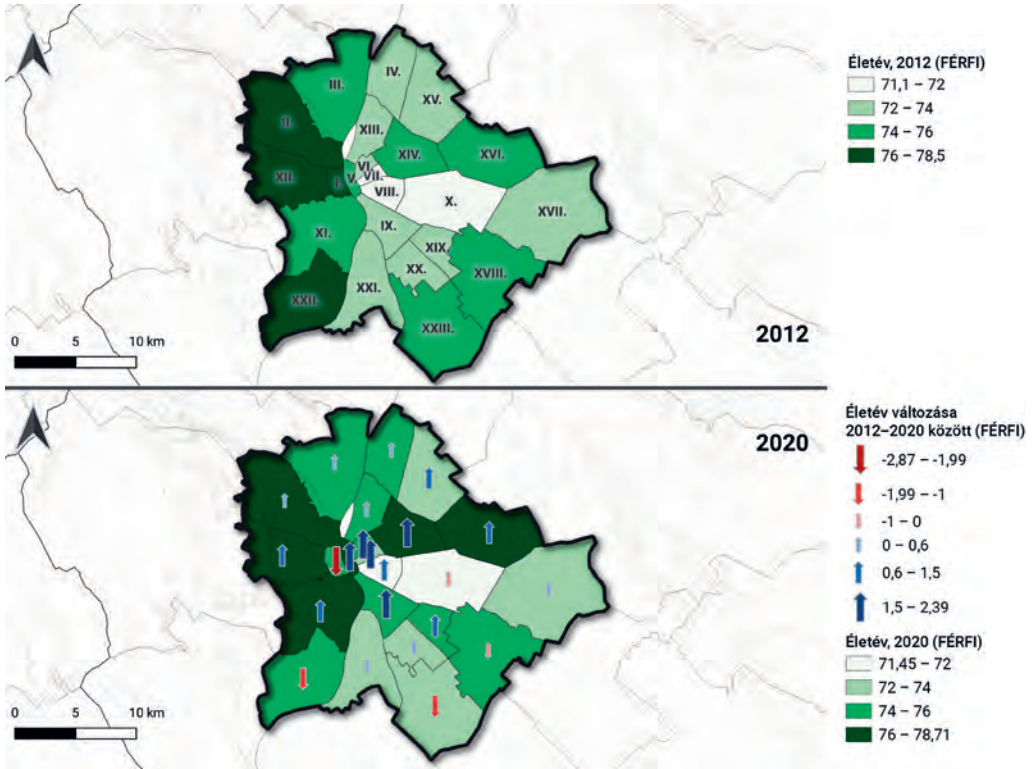 Életév, 2012 (FÉRFI)
71,1 – 72
72 – 74
74 – 76
76 – 78,5
IV.
III.
XV.
II.
XIII.
XIV.
XVI.
VI.
XII.
I.
V.
VII.
VIII.
X.
XVII.
IX.
XI.
XIX.
XX.
XVIII.
XXI.
XXII.
XXIII.
2012
0 5 10 km
2020
Életév változása
2012–2020 között (FÉRFI)
-2,87 – -1,99
-1,99 – -1
-1 – 0
0 – 0,6
0,6 – 1,5
1,5 – 2,39
Életév, 2020 (FÉRFI)
71,45 – 72
72 – 74
74 – 76
76 – 78,71
0 5 10 km